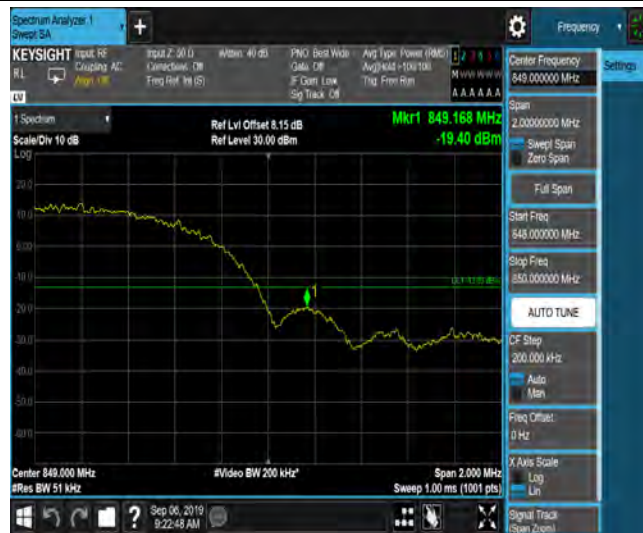 Spectrum Analyzer 1
Swept SA
Frequency
KEYSIGHT
Input: RF
Input Z: 50 Ω
#Atten: 40 dB
PNO: Best Wide
Avg Type: Power (RMS)
1 2 3 4 5 6
R L
Coupling: AC
Corrections: Off
Gate: Off
Avg|Hold:>100/100
M W W W W W
Align: Off
Freq Ref: Int (S)
IF Gain: Low
Trig: Free Run
Sig Track: Off
A A A A A A
LV
1 Spectrum
Ref Lvl Offset 8.15 dB
Mkr1 849.168 MHz
Scale/Div 10 dB
Ref Level 30.00 dBm
-19.40 dBm
Log
20.0
10.0
0.00
-10.0
-20.0
-30.0
-40.0
-50.0
-60.0
1
Center 849.000 MHz
#Video BW 200 kHz*
Span 2.000 MHz
#Res BW 51 kHz
Sweep 1.00 ms (1001 pts)
Center Frequency
849.000000 MHz
Settings
Span
2.00000000 MHz
Swept Span
Zero Span
Full Span
Start Freq
848.000000 MHz
Stop Freq
850.000000 MHz
AUTO TUNE
CF Step
200.000 kHz
Auto
Man
Freq Offset
0 Hz
X Axis Scale
Log
Lin
Signal Track
(Span Zoom)
?
Sep 06, 2019
9:22:48 AM